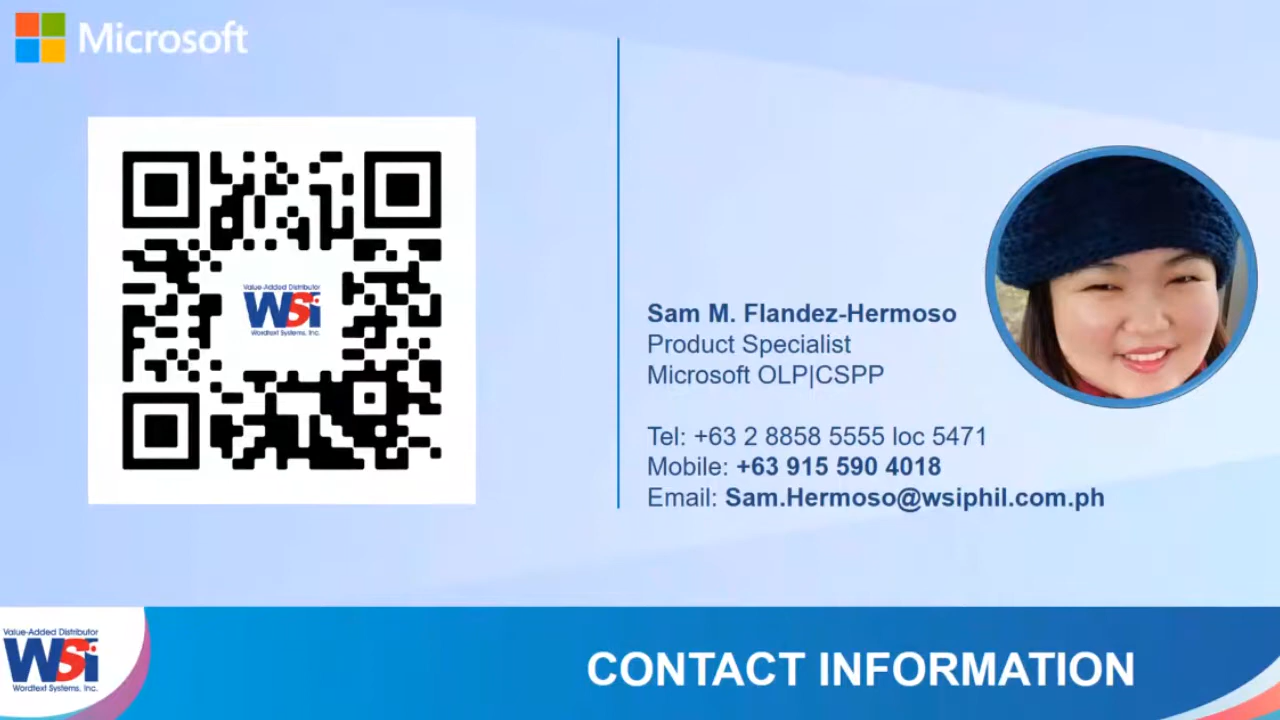 Microsoft
Value-Added Distributor
WSi
Wordtext Systems, Inc.
Sam M. Flandez-Hermoso
Product Specialist
Microsoft OLP|CSPP
Tel: +63 2 8858 5555 loc 5471
Mobile: +63 915 590 4018
Email: Sam.Hermoso@wsiphil.com.ph
Value-Added Distributor
WSi
Wordtext Systems, Inc.
CONTACT INFORMATION